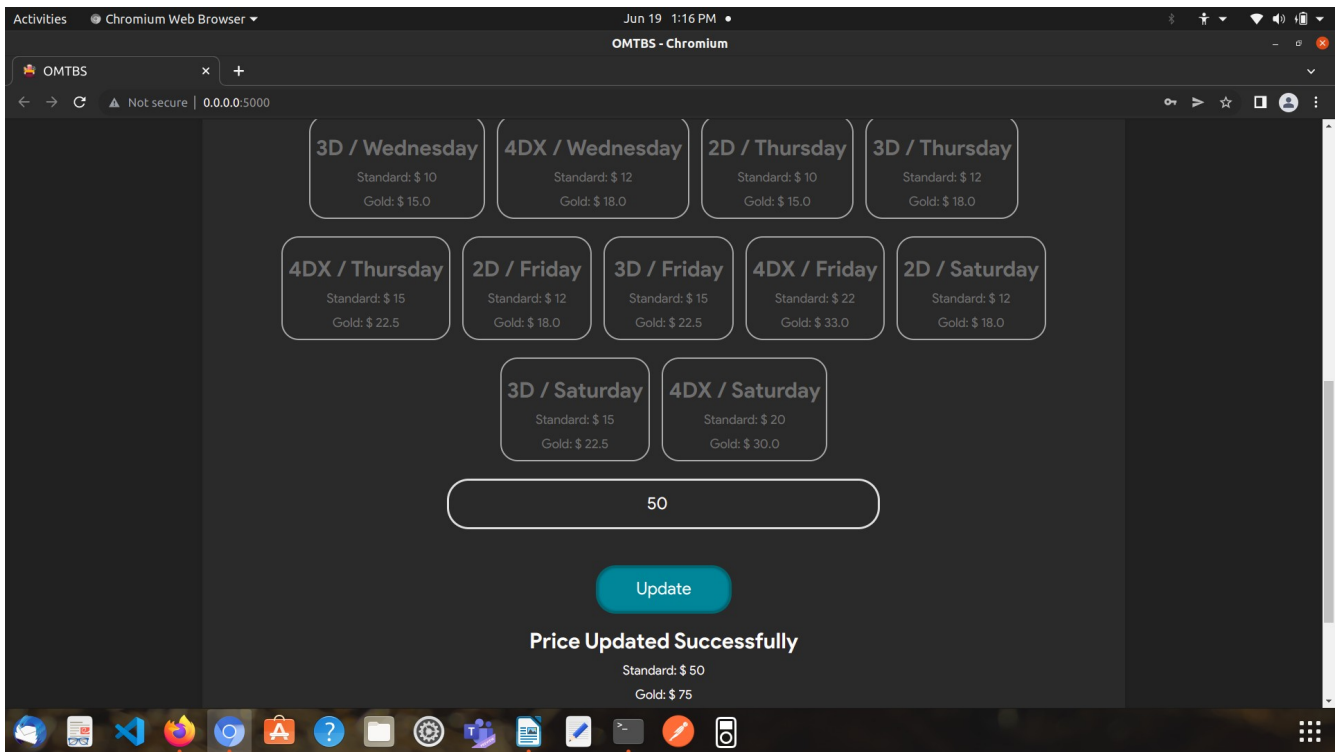 Activities Chromium Web Browser Jun 19 1:16 PM
OMTBS - Chromium
OMTBS
Not secure | 0.0.0.0:5000
3D / Wednesday 4DX / Wednesday 2D / Thursday 3D / Thursday
Standard: $ 10 Standard: $ 12 Standard: $ 10 Standard: $ 12
Gold: $ 15.0 Gold: $ 18.0 Gold: $ 15.0 Gold: $ 18.0
4DX / Thursday 2D / Friday 3D / Friday 4DX / Friday 2D / Saturday
Standard: $ 15 Standard: $ 12 Standard: $ 15 Standard: $ 22 Standard: $ 12
Gold: $ 22.5 Gold: $ 18.0 Gold: $ 22.5 Gold: $ 33.0 Gold: $ 18.0
3D / Saturday 4DX / Saturday
Standard: $ 15 Standard: $ 20
Gold: $ 22.5 Gold: $ 30.0
50
Update
Price Updated Successfully
Standard: $ 50
Gold: $ 75